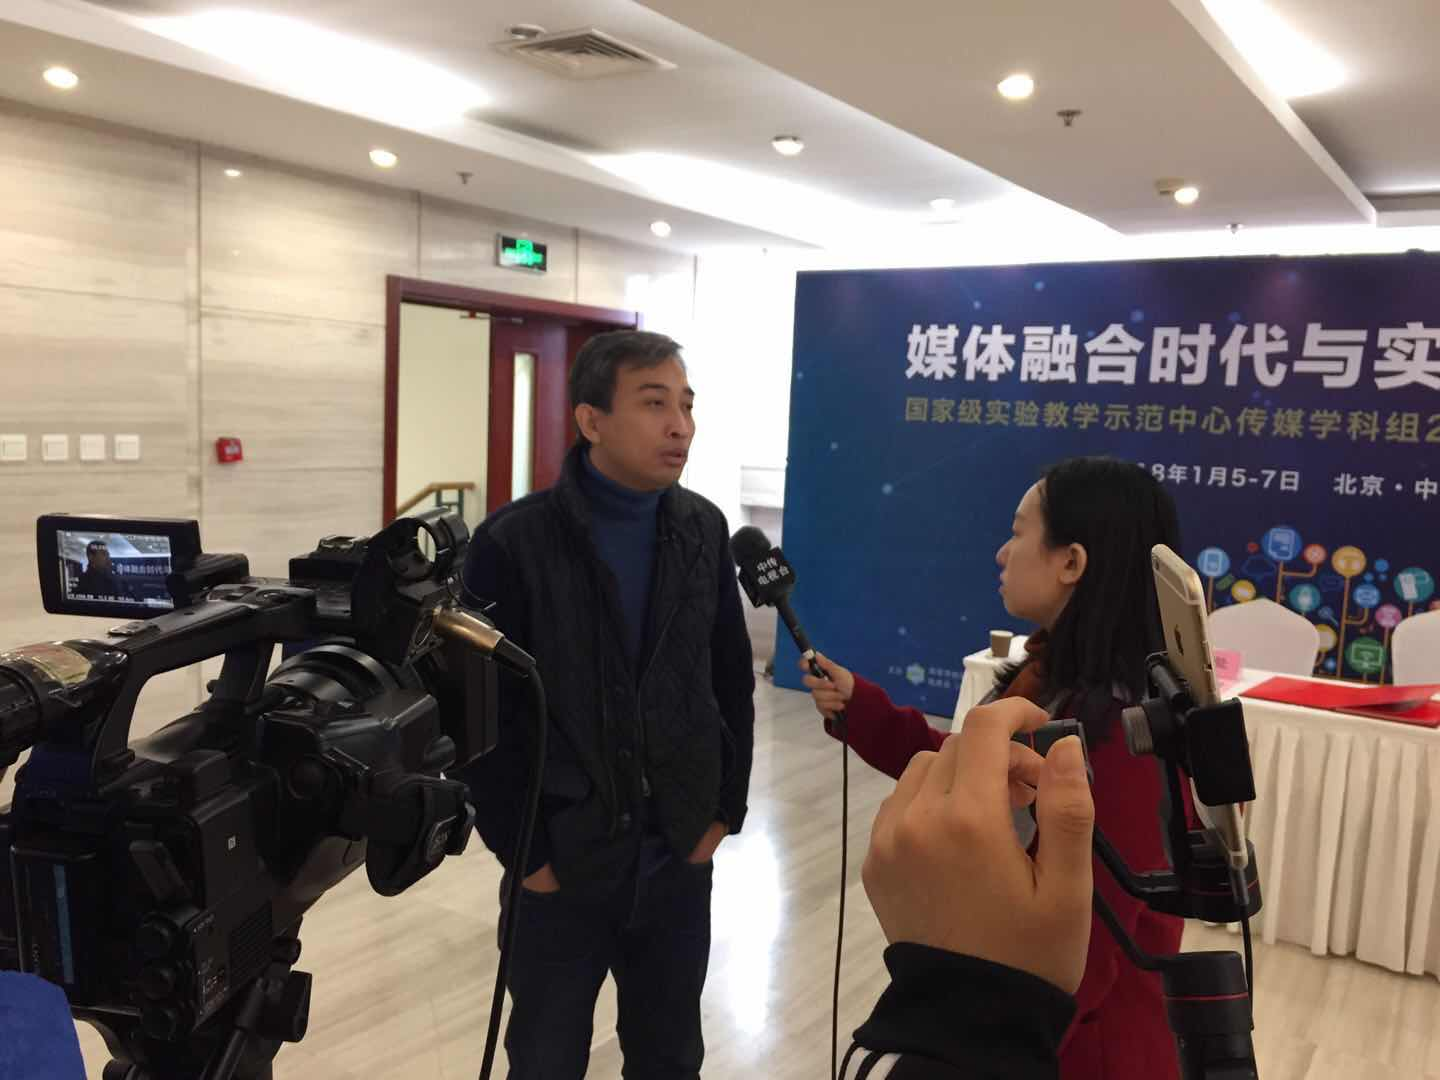 媒体融合时代与实
国家级实验教学示范中心传媒学科组2
18年1月5-7日 北京·中
中传
电视台